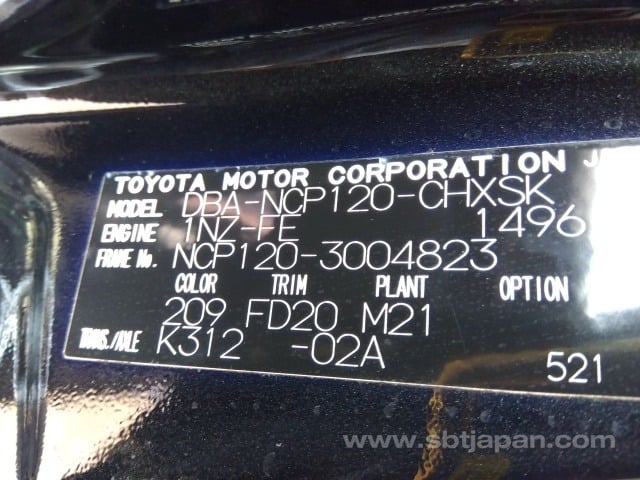 TOYOTA MOTOR CORPORATION
MODEL DBA-NCP120-CHXSK
ENGINE 1NZ-FE 1496
FRAME No. NCP120-3004823
COLOR TRIM PLANT OPTION
209 FD20 M21
TRANS./AXLE K312 -02A
521
www.sbtjapan.com